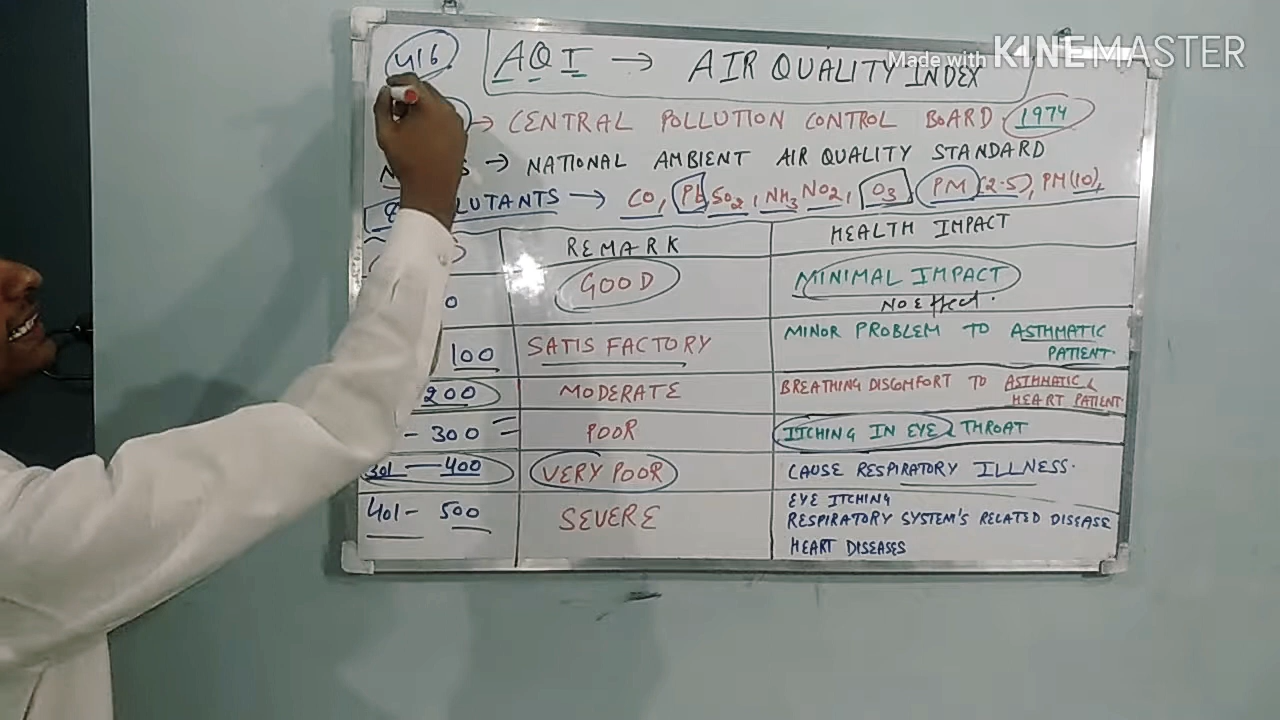 416 AQI → AIR QUALITY INDEX
Made with KINEMASTER
→ CENTRAL POLLUTION CONTROL BOARD. 1974
→ NATIONAL AMBIENT AIR QUALITY STANDARD
LUTANTS → CO, Pb SO2, NH3 NO2, O3 PM (2.5), PM (10),
REMARK HEALTH IMPACT
0 GOOD MINIMAL IMPACT
NO Effect.
100 SATISFACTORY MINOR PROBLEM TO ASTHMATIC
PATIENT.
200 MODERATE BREATHING DISCOMFORT TO ASTHMATIC &
HEART PATIENT
- 300 POOR ITCHING IN EYE & THROAT
301 - 400 VERY POOR CAUSE RESPIRATORY ILLNESS.
401 - 500 SEVERE EYE ITCHING
RESPIRATORY SYSTEM'S RELATED DISEASE
HEART DISEASES